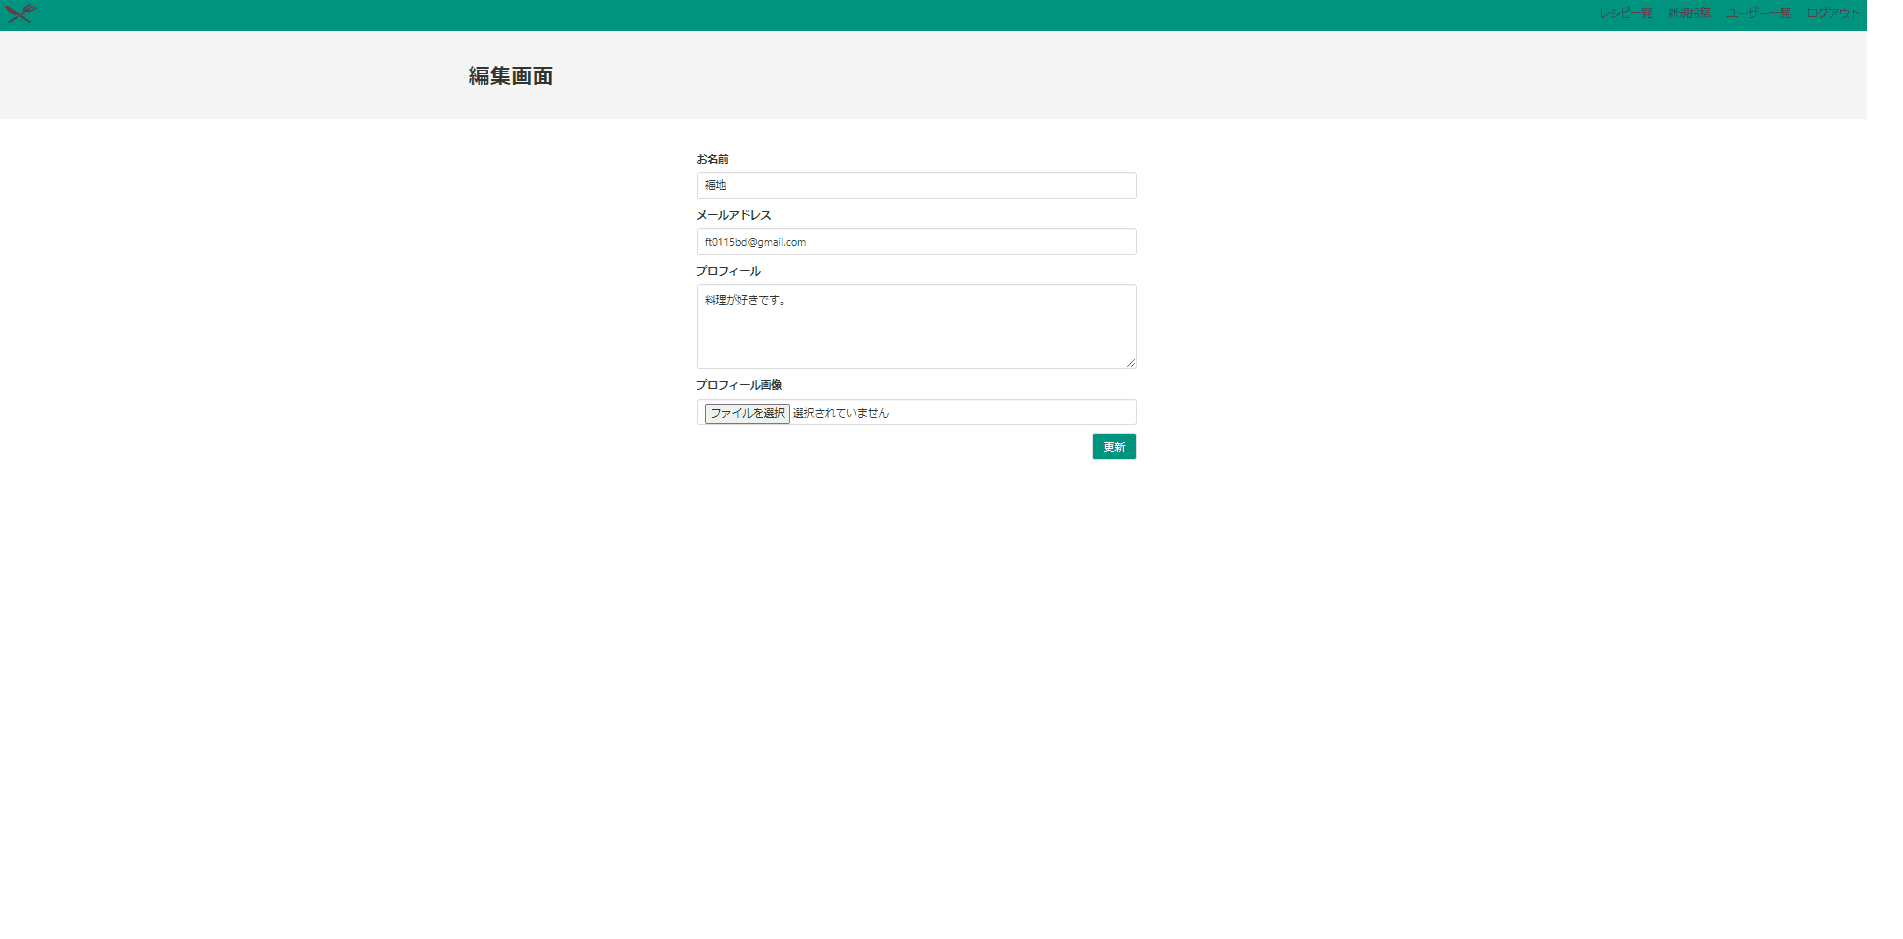 レシピ一覧 新規投稿 ユーザー一覧 ログアウト
編集画面
お名前
福地
メールアドレス
ft0115bd@gmail.com
プロフィール
料理が好きです。
プロフィール画像
ファイルを選択 選択されていません
更新